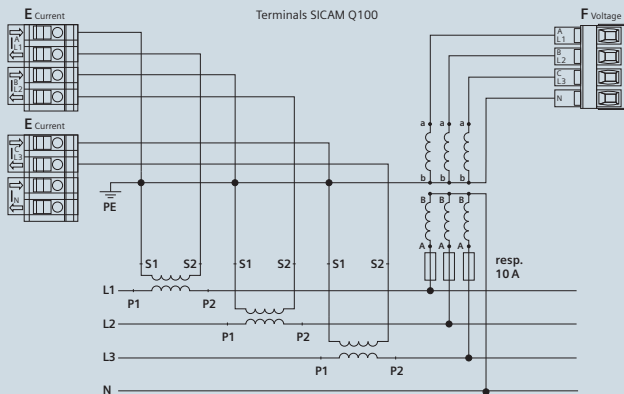 E Current
Terminals SICAM Q100
F Voltage
I A L1
I B L2
A L1
B L2
C L3
N
E Current
I C L3
I N
a a a
b b b
PE
B B B
A A A
resp.
10 A
S1 S2 S1 S2 S1 S2
L1
P1 P2
L2
P1 P2
L3
P1 P2
N